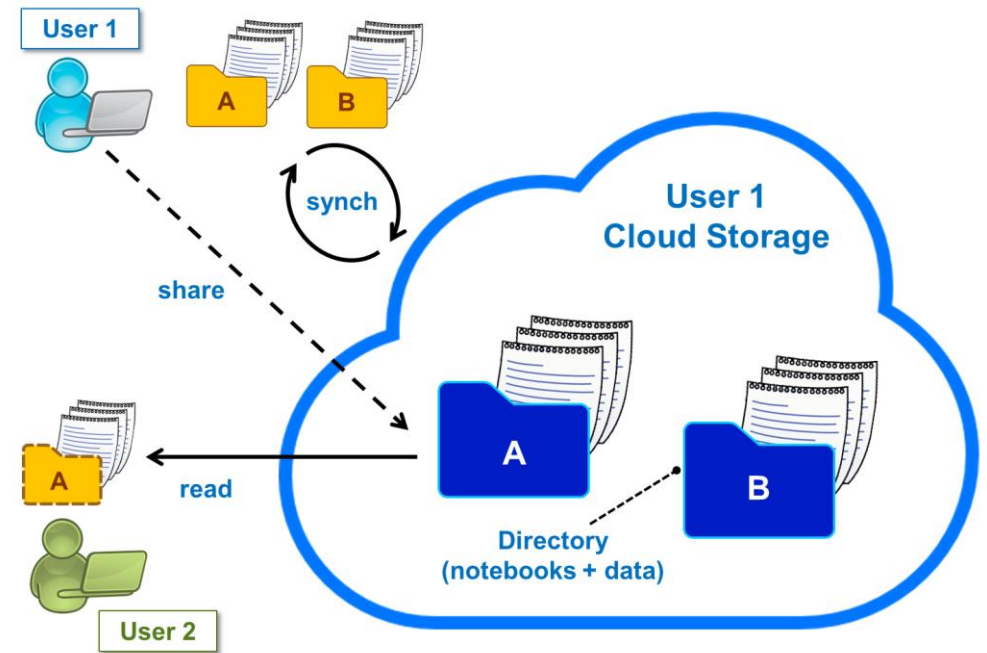 User 1
A
B
synch
User 1
Cloud Storage
share
A
A
read
B
Directory
(notebooks + data)
User 2